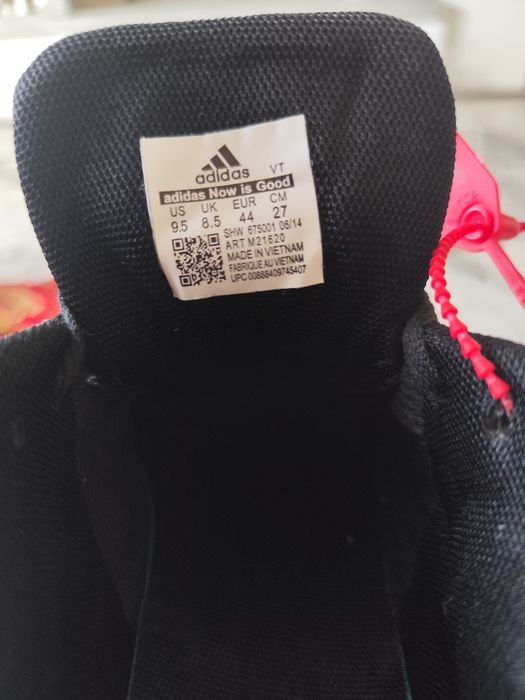 adidas VT
adidas Now is Good
US UK EUR CM
9.5 8.5 44 27
SHW 675001 06/14
ART M21620
MADE IN VIETNAM
FABRIQUE AU VIETNAM
UPC 00888409745407